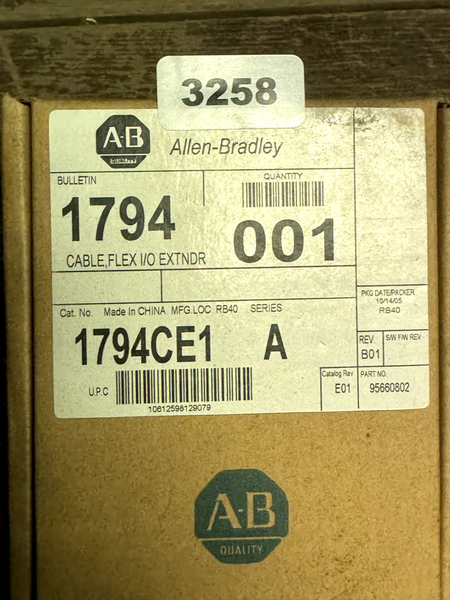 3258
A-B
QUALITY
Allen-Bradley
BULLETIN
QUANTITY
1794
001
CABLE,FLEX I/O EXTNDR
PKG DATE/PACKER
10/14/05
RB40
Cat. No. Made In CHINA MFG.LOC RB40 SERIES
1794CE1 A
REV.
B01
S/W F/W REV
U.P.C
10612598129079
Catalog Rev
E01
PART NO.
95660802
A-B
QUALITY